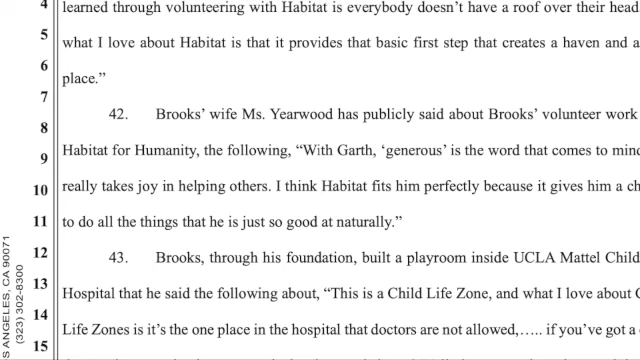 4 learned through volunteering with Habitat is everybody doesn't have a roof over their head
5 what I love about Habitat is that it provides that basic first step that creates a haven and a
6 place.”
7 42. Brooks’ wife Ms. Yearwood has publicly said about Brooks’ volunteer work
8
9 Habitat for Humanity, the following, “With Garth, ‘generous’ is the word that comes to mind
10 really takes joy in helping others. I think Habitat fits him perfectly because it gives him a ch
11 to do all the things that he is just so good at naturally.”
12 43. Brooks, through his foundation, built a playroom inside UCLA Mattel Child
13 Hospital that he said the following about, “This is a Child Life Zone, and what I love about C
14 Life Zones is it’s the one place in the hospital that doctors are not allowed,….. if you’ve got a
15
S ANGELES, CA 90071
(323) 302-8300